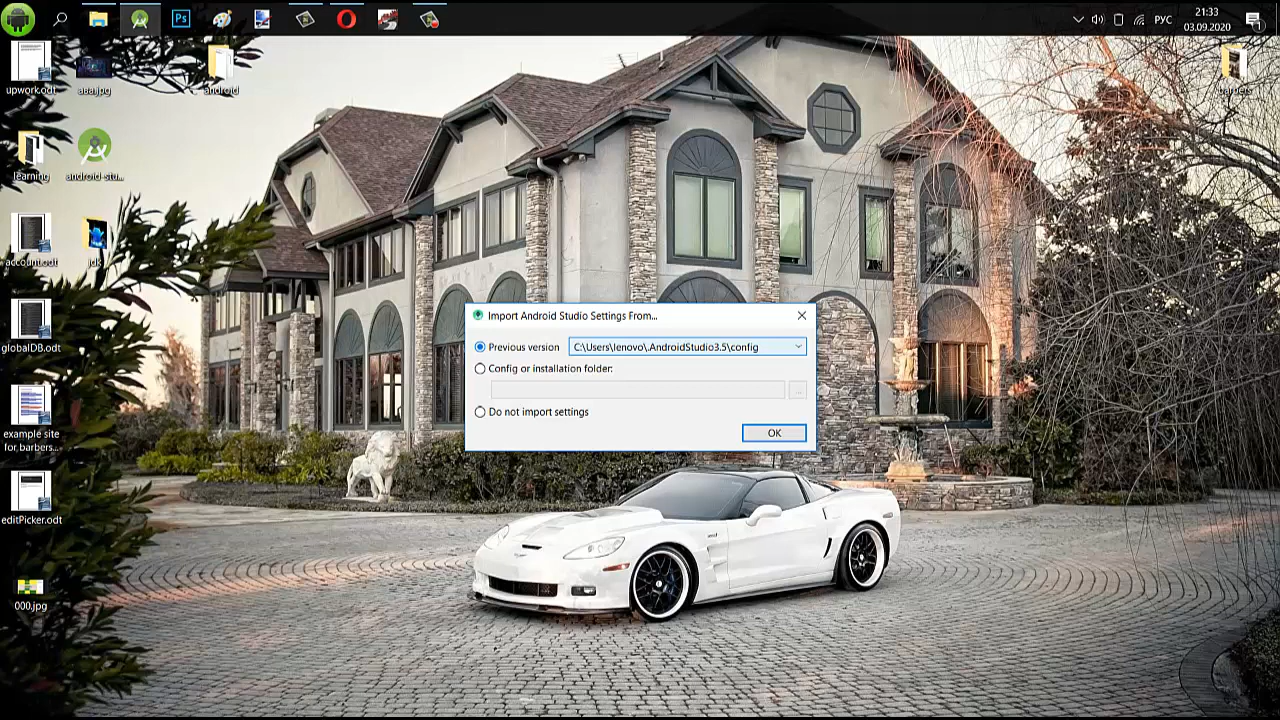 Ps
РУС
21:33
03.09.2020
1
upwork.odt
aaa.jpg
android
barbers
learning
android-stu...
account.odt
jdk
globalDB.odt
example site
for barbers...
editPicker.odt
000.jpg
Import Android Studio Settings From...
Previous version
C:\Users\lenovo\.AndroidStudio3.5\config
Config or installation folder:
...
Do not import settings
OK